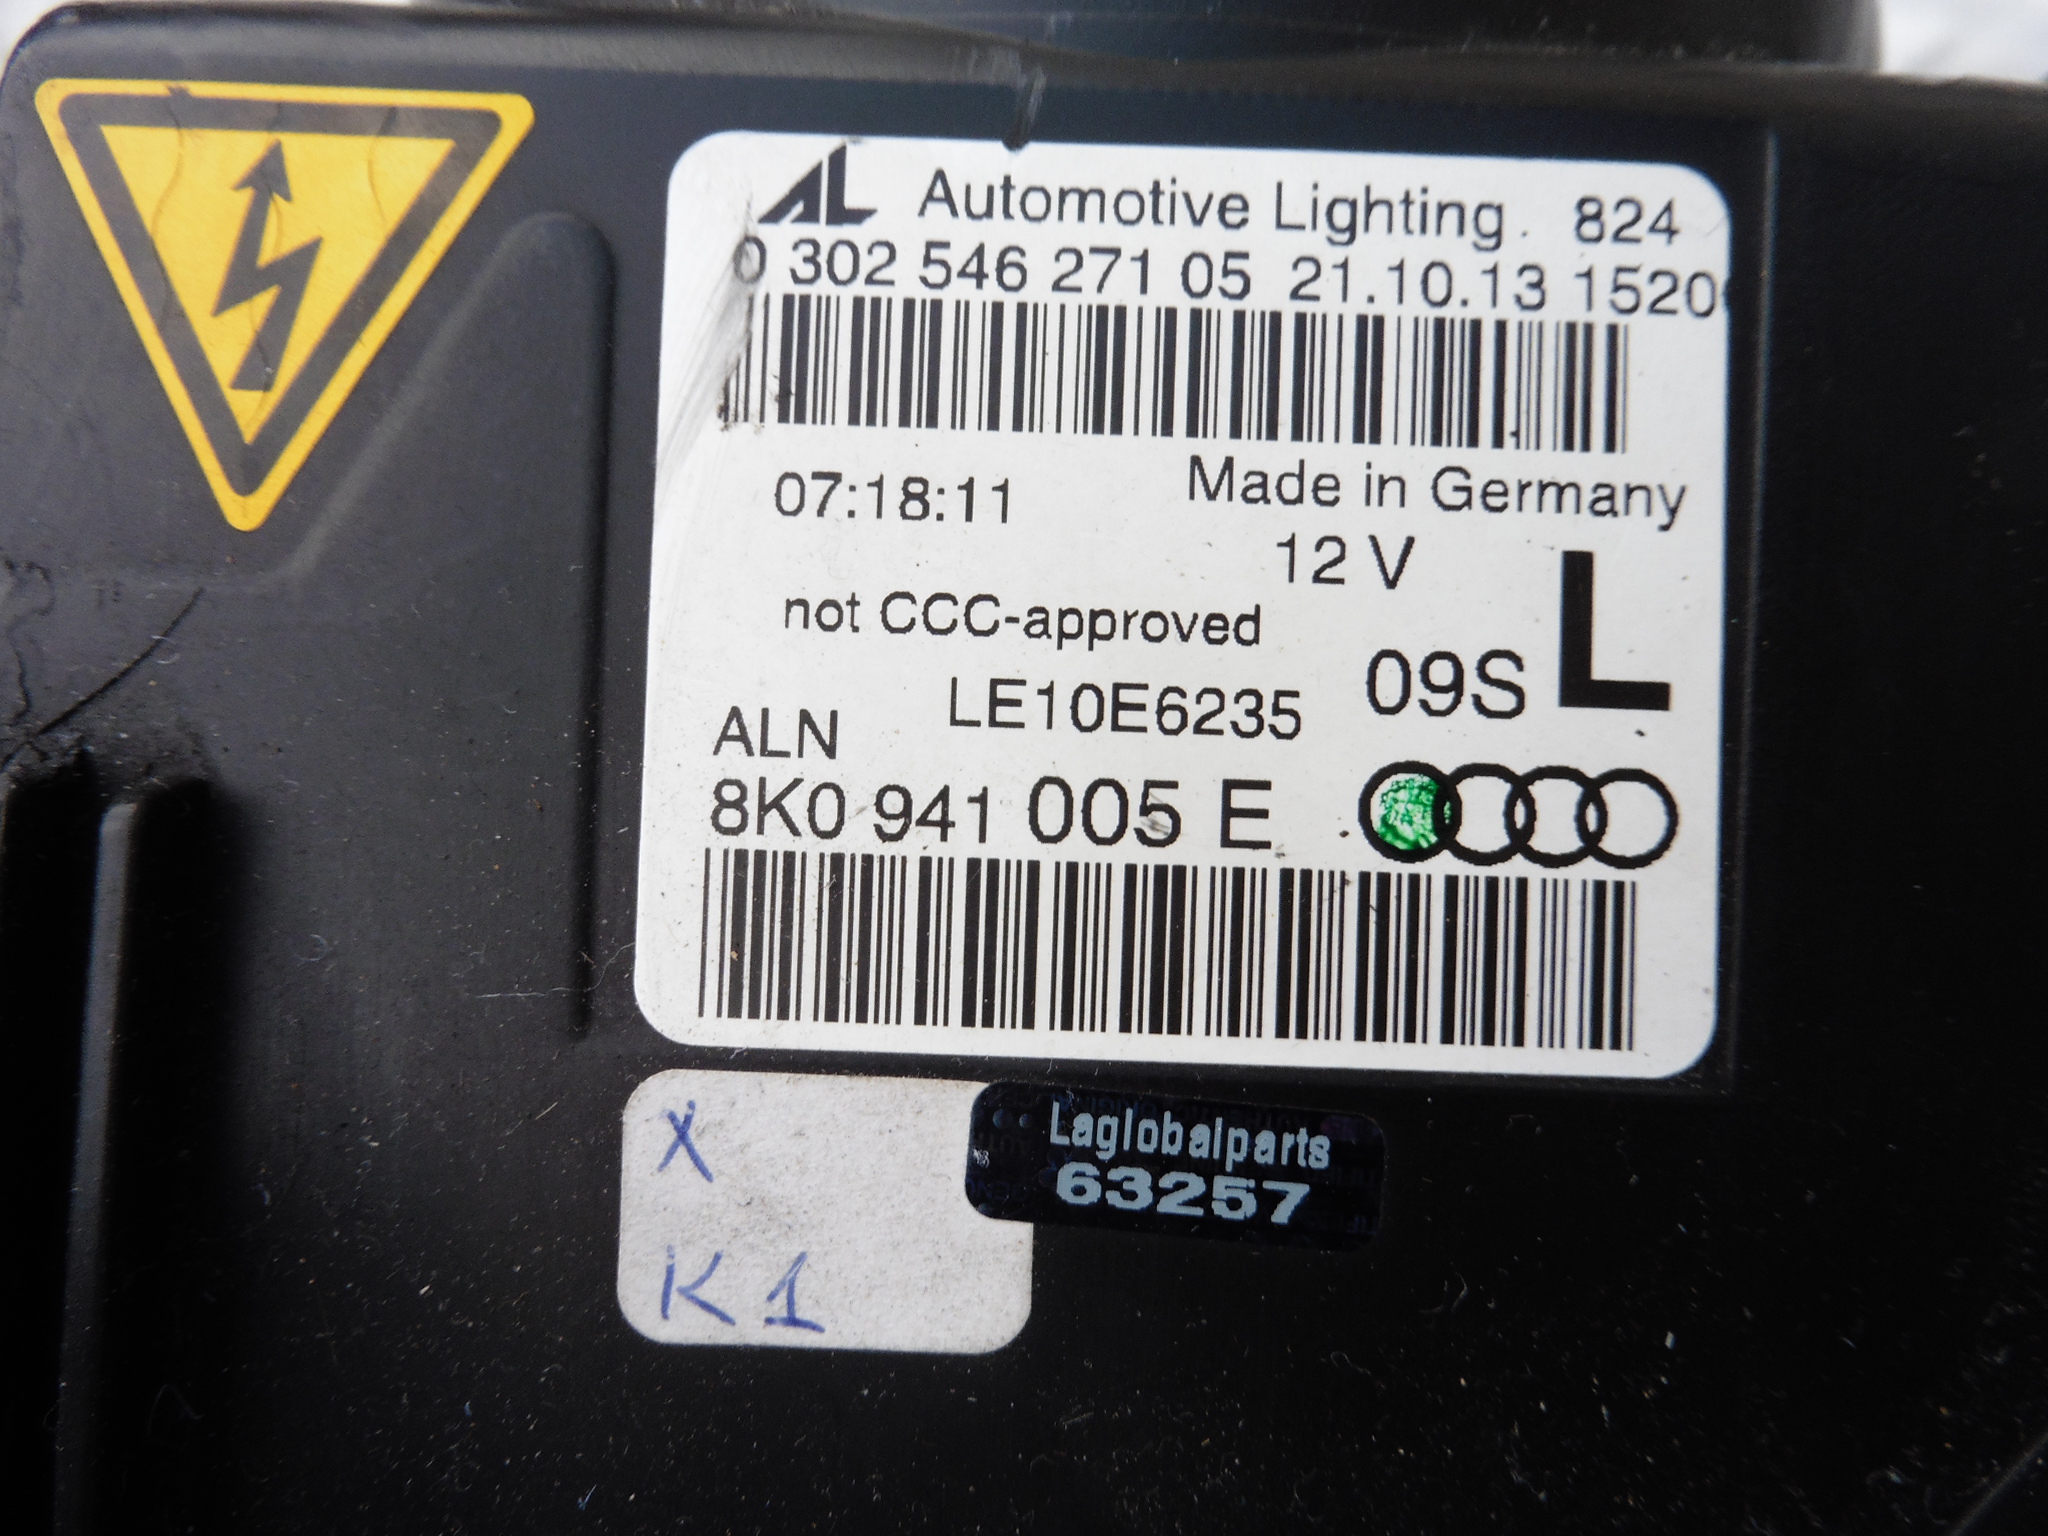 AL Automotive Lighting. 824
0 302 546 271 05 21.10.13 1520
07:18:11 Made in Germany
12 V
not CCC-approved
L
LE10E6235 09S
ALN
8K0 941 005 E
X
Laglobalparts
63257
K1